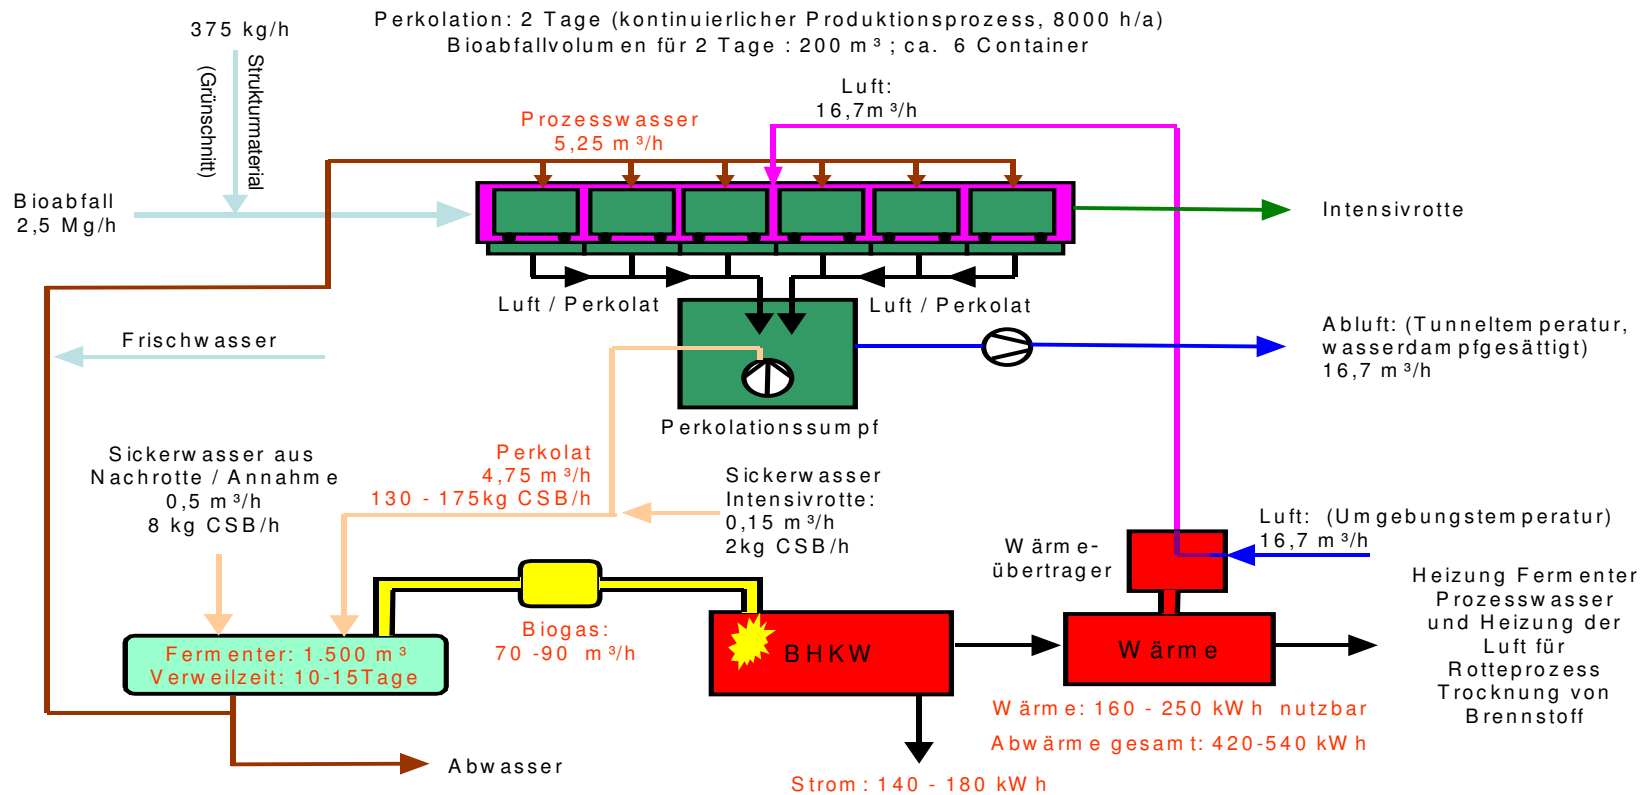 Perkolation: 2 Tage (kontinuierlicher Produktionsprozess, 8000 h/a)
Bioabfallvolumen für 2 Tage : 200 m³ ; ca. 6 Container
375 kg/h
Strukturmaterial
(Grünschnitt)
Luft:
16,7m³/h
Prozesswasser
5,25 m³/h
Bioabfall
2,5 Mg/h
Intensivrotte
Luft / Perkolat
Luft / Perkolat
Frischwasser
Abluft: (Tunneltemperatur,
wasserdampfgesättigt)
16,7 m³/h
Perkolationssumpf
Sickerwasser aus
Nachrotte / Annahme
0,5 m³/h
8 kg CSB/h
Perkolat
4,75 m³/h
130 - 175kg CSB/h
Sickerwasser
Intensivrotte:
0,15 m³/h
2kg CSB/h
Luft: (Umgebungstemperatur)
16,7 m³/h
Wärme-
übertrager
Heizung Fermenter
Prozesswasser
und Heizung der
Luft für
Rotteprozess
Trocknung von
Brennstoff
Fermenter: 1.500 m³
Verweilzeit: 10-15Tage
Biogas:
70 -90 m³/h
BHKW
Wärme
Wärme: 160 - 250 kWh nutzbar
Abwärme gesamt: 420-540 kWh
Abwasser
Strom: 140 - 180 kWh